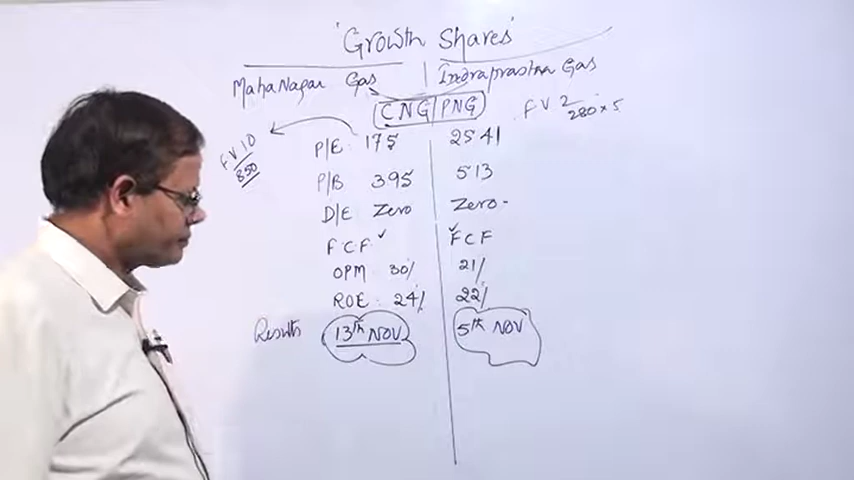 'Growth Shares'
MahaNagar Gas | Indraprastha Gas
CNG/PNG
FV 2
280 x 5
FV 10
850
P/E 17.5 25.41
P/B 3.95 5.13
D/E Zero Zero
F.C.F ✓ ✓ FCF
OPM 30% 21%
ROE 24% 22%
Results 13th NOV 5th NOV